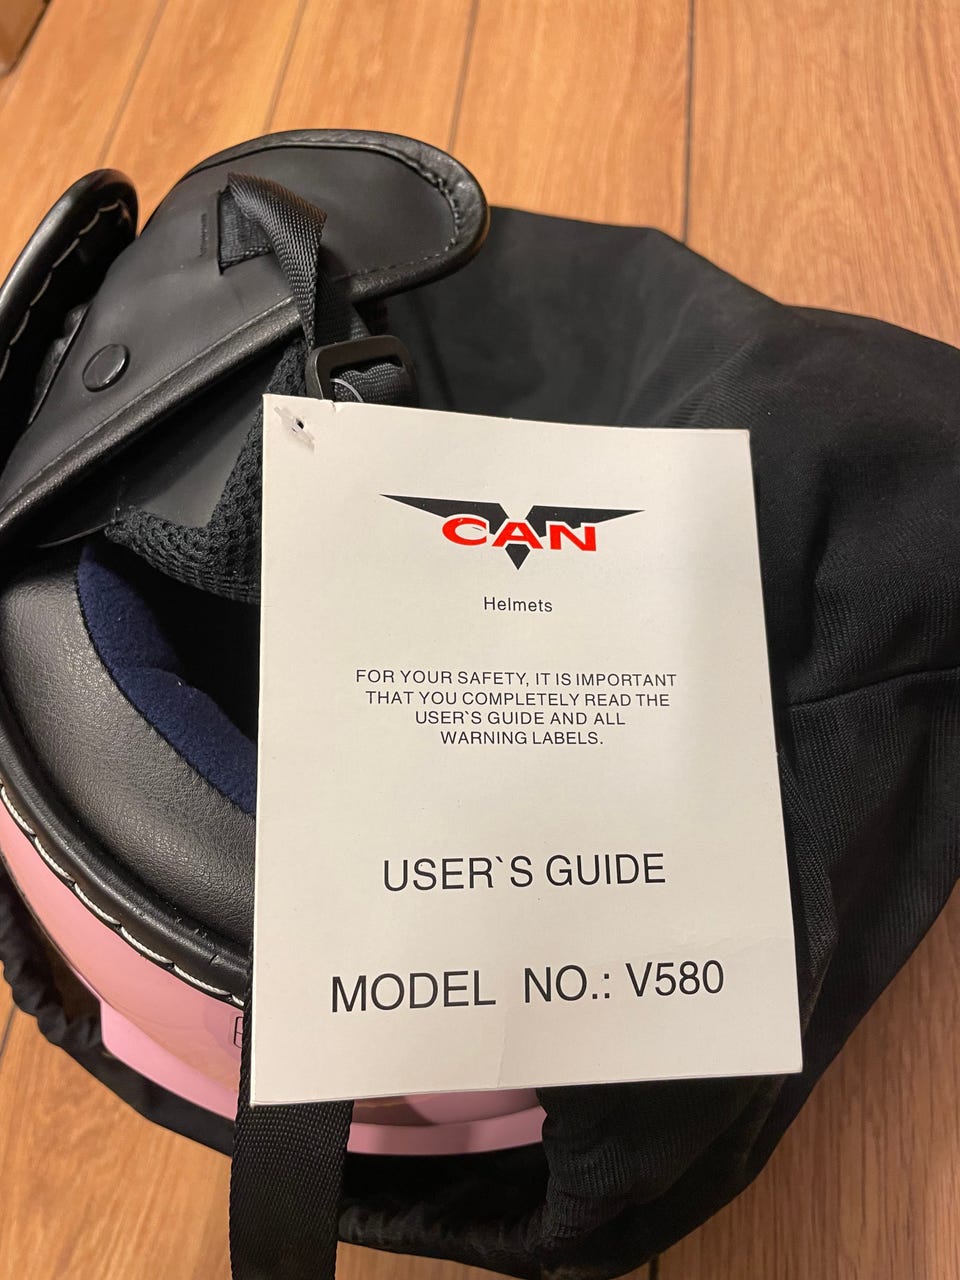 CAN
Helmets
FOR YOUR SAFETY, IT IS IMPORTANT
THAT YOU COMPLETELY READ THE
USER`S GUIDE AND ALL
WARNING LABELS.
USER`S GUIDE
MODEL NO.: V580